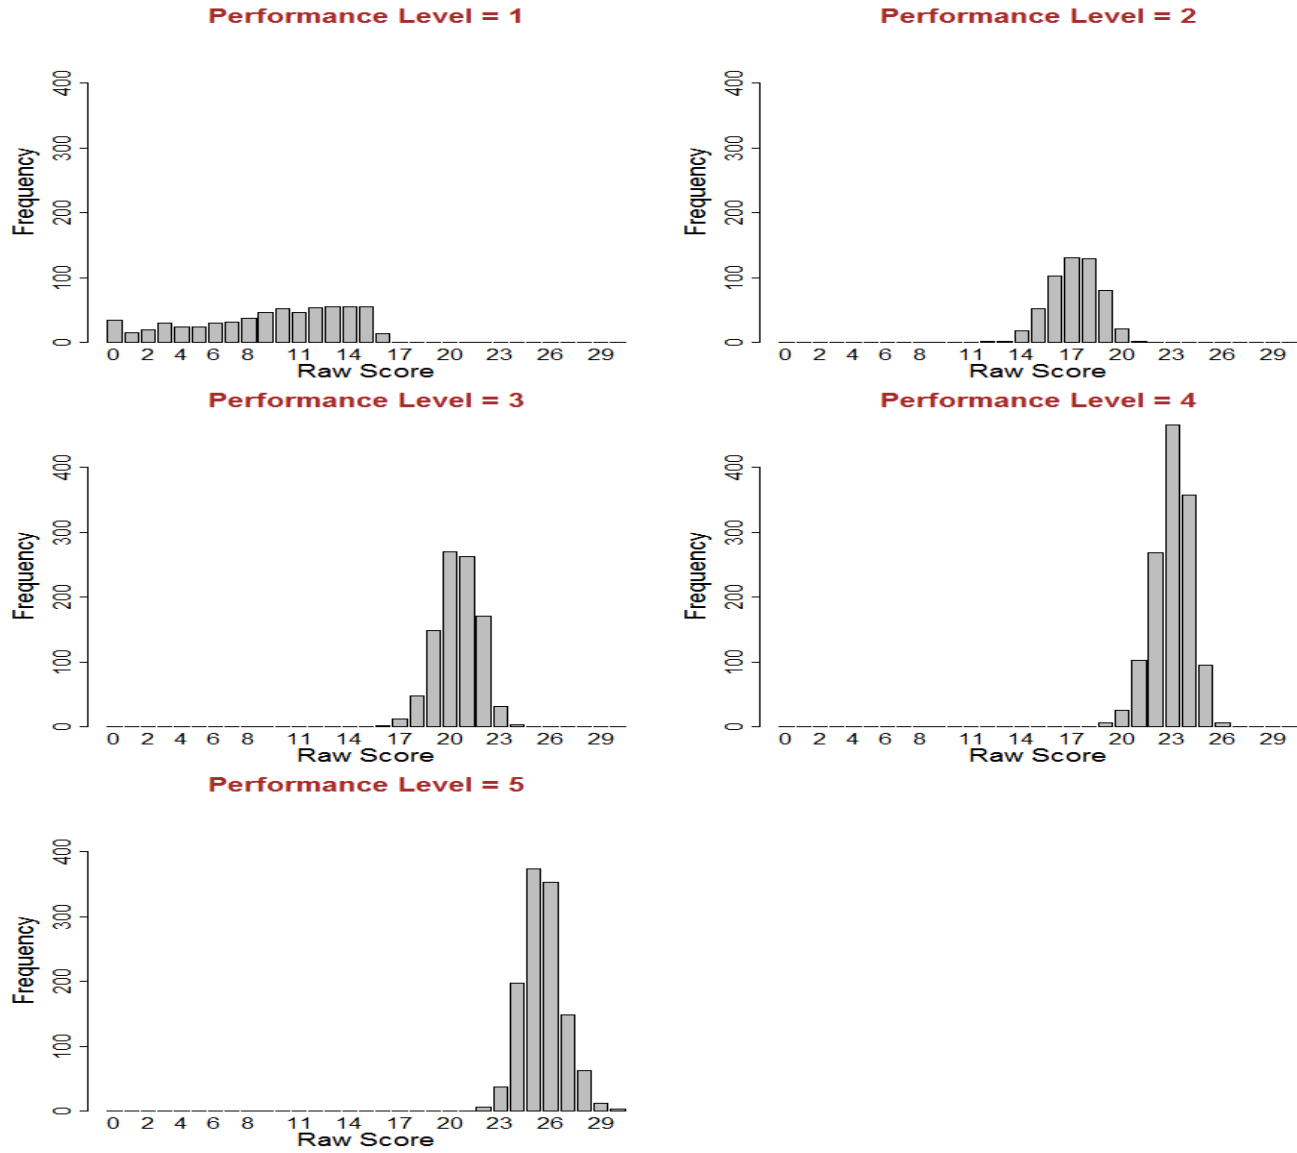 Performance Level = 1
400
300
200
100
0
Frequency
0 2 4 6 8 11 14 17 20 23 26 29
Raw Score
Performance Level = 2
400
300
200
100
0
Frequency
0 2 4 6 8 11 14 17 20 23 26 29
Raw Score
Performance Level = 3
400
300
200
100
0
Frequency
0 2 4 6 8 11 14 17 20 23 26 29
Raw Score
Performance Level = 4
400
300
200
100
0
Frequency
0 2 4 6 8 11 14 17 20 23 26 29
Raw Score
Performance Level = 5
400
300
200
100
0
Frequency
0 2 4 6 8 11 14 17 20 23 26 29
Raw Score